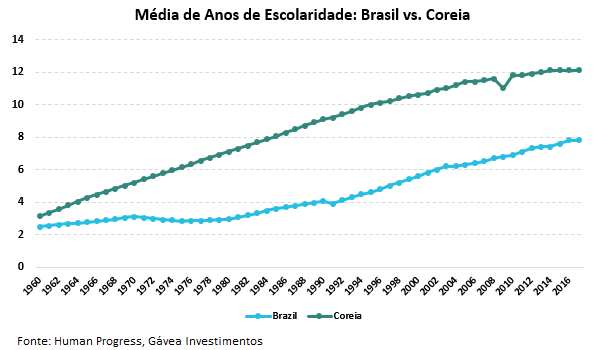 Média de Anos de Escolaridade: Brasil vs. Coreia
14
12
10
8
6
4
2
0
1960 1962 1964 1966 1968 1970 1972 1974 1976 1978 1980 1982 1984 1986 1988 1990 1992 1994 1996 1998 2000 2002 2004 2006 2008 2010 2012 2014 2016
Brazil Coreia
Fonte: Human Progress, Gávea Investimentos